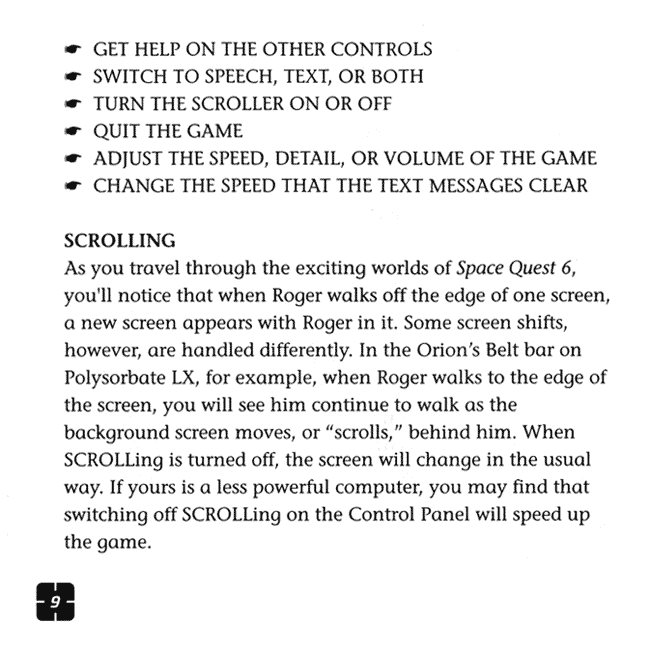 ☛ GET HELP ON THE OTHER CONTROLS
☛ SWITCH TO SPEECH, TEXT, OR BOTH
☛ TURN THE SCROLLER ON OR OFF
☛ QUIT THE GAME
☛ ADJUST THE SPEED, DETAIL, OR VOLUME OF THE GAME
☛ CHANGE THE SPEED THAT THE TEXT MESSAGES CLEAR
SCROLLING
As you travel through the exciting worlds of Space Quest 6,
you'll notice that when Roger walks off the edge of one screen,
a new screen appears with Roger in it. Some screen shifts,
however, are handled differently. In the Orion's Belt bar on
Polysorbate LX, for example, when Roger walks to the edge of
the screen, you will see him continue to walk as the
background screen moves, or “scrolls,” behind him. When
SCROLLing is turned off, the screen will change in the usual
way. If yours is a less powerful computer, you may find that
switching off SCROLLing on the Control Panel will speed up
the game.
9